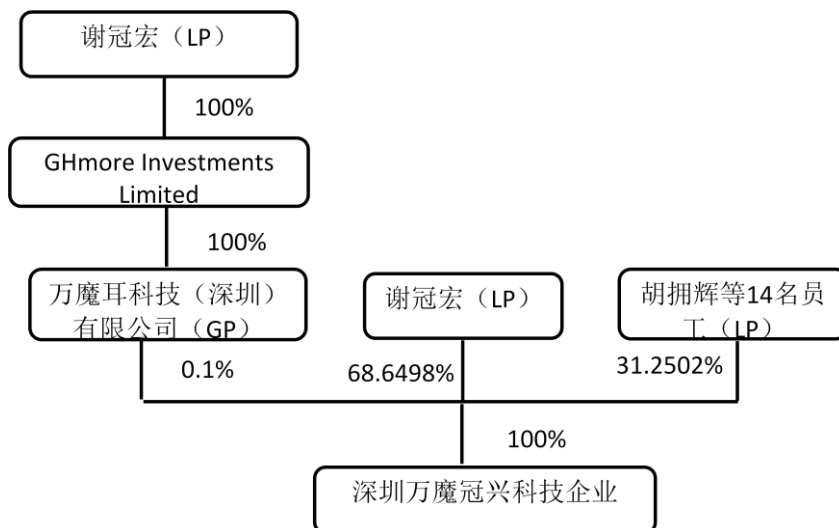 谢冠宏（LP）
100%
GHmore Investments
Limited
100%
万魔耳科技（深圳）
有限公司（GP）
谢冠宏（LP）
胡拥辉等14名员
工（LP）
0.1%
68.6498%
31.2502%
100%
深圳万魔冠兴科技企业